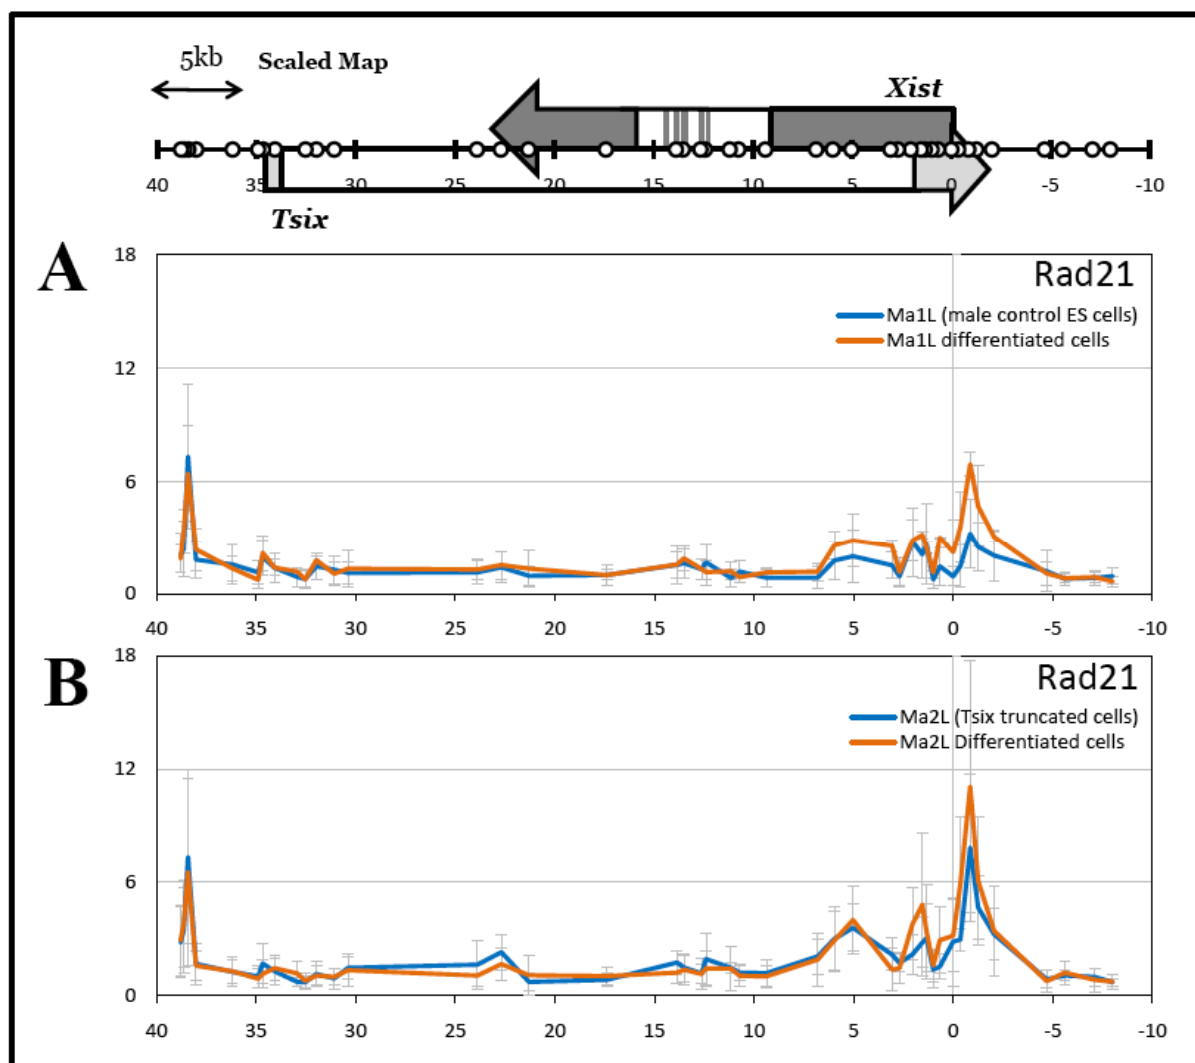 5kb Scaled Map
Xist
40 35 30 25 20 15 10 5 0 -5 -10
Tsix
A
18 Rad21
Ma1L (male control ES cells)
Ma1L differentiated cells
12
6
0
40 35 30 25 20 15 10 5 0 -5 -10
B
18 Rad21
Ma2L (Tsix truncated cells)
Ma2L Differentiated cells
12
6
0
40 35 30 25 20 15 10 5 0 -5 -10